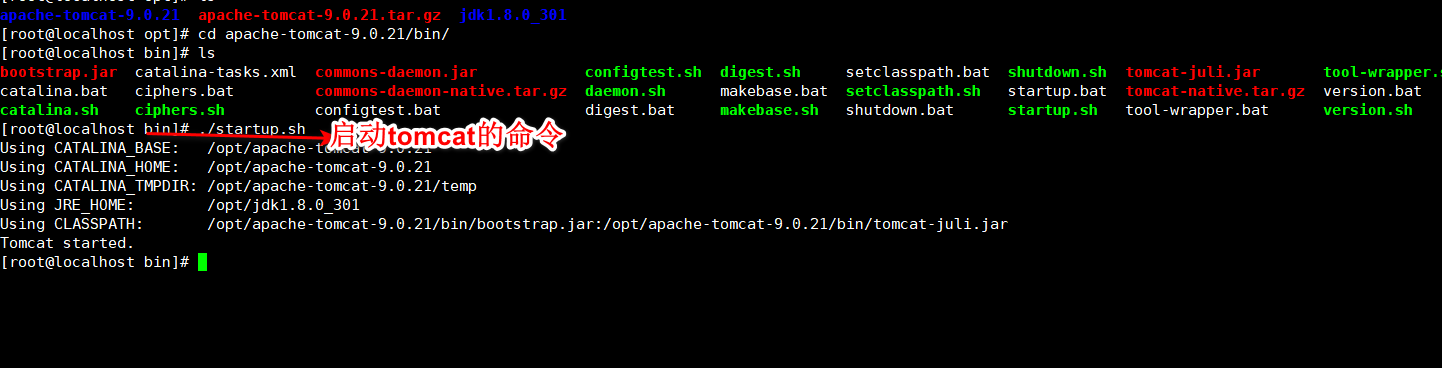 [root@localhost opt]# ls
apache-tomcat-9.0.21  apache-tomcat-9.0.21.tar.gz  jdk1.8.0_301
[root@localhost opt]# cd apache-tomcat-9.0.21/bin/
[root@localhost bin]# ls
bootstrap.jar  catalina-tasks.xml  commons-daemon.jar  configtest.sh  digest.sh  setclasspath.bat  shutdown.sh  tomcat-juli.jar  tool-wrapper.s
catalina.bat  ciphers.bat  commons-daemon-native.tar.gz  daemon.sh  makebase.bat  setclasspath.sh  startup.bat  tomcat-native.tar.gz  version.bat
catalina.sh  ciphers.sh  configtest.bat  digest.bat  makebase.sh  shutdown.bat  startup.sh  tool-wrapper.bat  version.sh
[root@localhost bin]# ./startup.sh 启动tomcat的命令
Using CATALINA_BASE:   /opt/apache-tomcat-9.0.21
Using CATALINA_HOME:   /opt/apache-tomcat-9.0.21
Using CATALINA_TMPDIR: /opt/apache-tomcat-9.0.21/temp
Using JRE_HOME:        /opt/jdk1.8.0_301
Using CLASSPATH:       /opt/apache-tomcat-9.0.21/bin/bootstrap.jar:/opt/apache-tomcat-9.0.21/bin/tomcat-juli.jar
Tomcat started.
[root@localhost bin]#